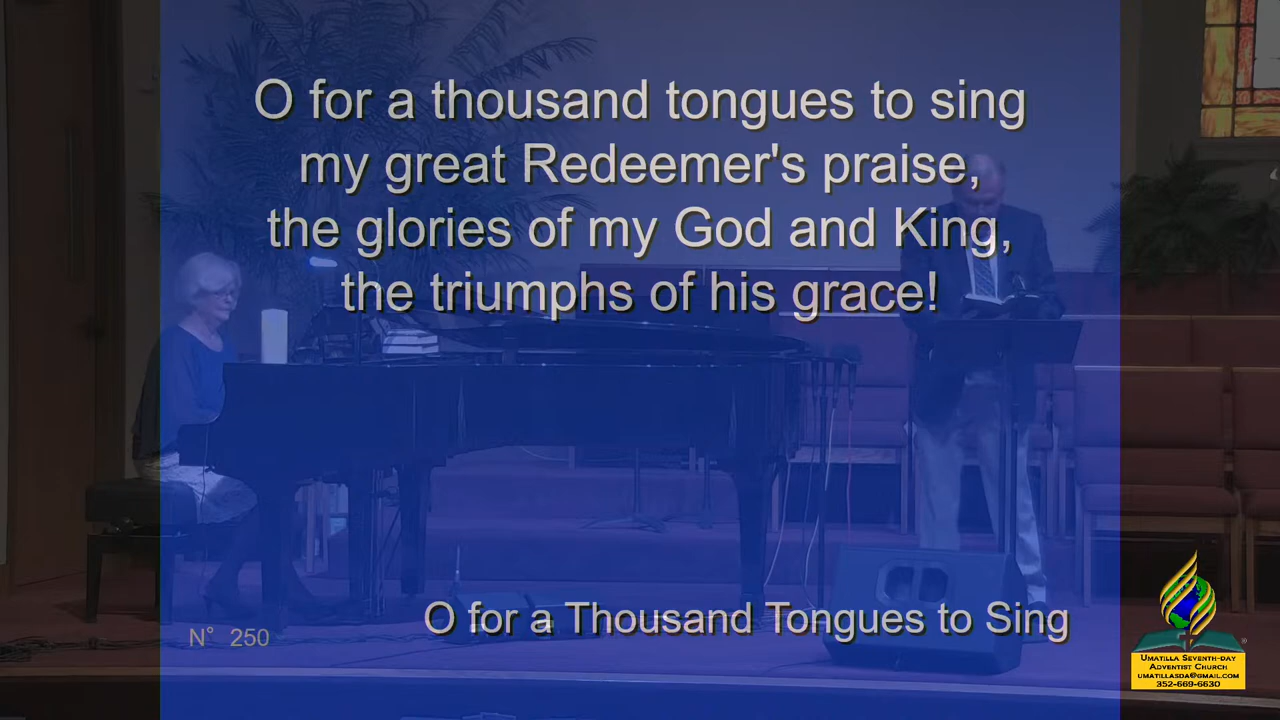 O for a thousand tongues to sing
my great Redeemer's praise,
the glories of my God and King,
the triumphs of his grace!
O for a Thousand Tongues to Sing
N° 250
®
UMATILLA SEVENTH-DAY
ADVENTIST CHURCH
UMATILLASDA@GMAIL.COM
352-669-6630